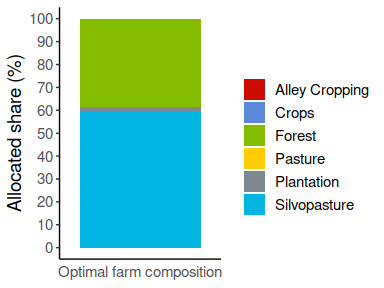 Allocated share (%)
100
90
80
70
60
50
40
30
20
10
0
Optimal farm composition
Alley Cropping
Crops
Forest
Pasture
Plantation
Silvopasture